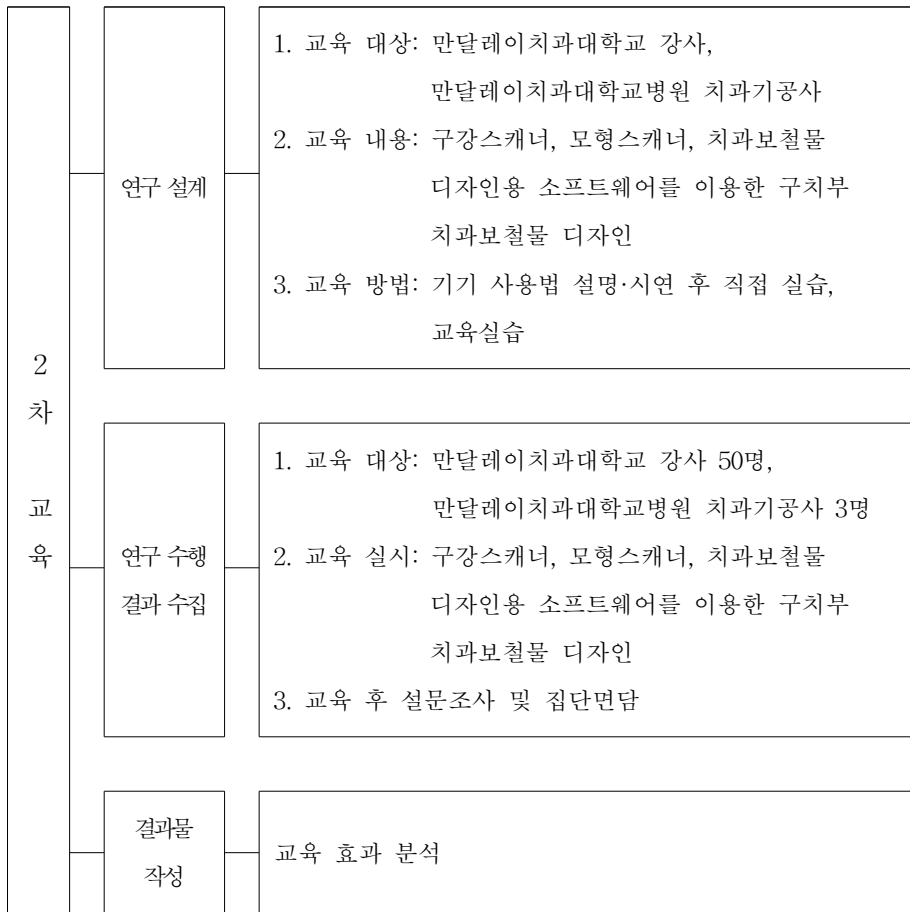 2
차
교
육
연구 설계
1. 교육 대상: 만달레이치과대학교 강사,
만달레이치과대학교병원 치과기공사
2. 교육 내용: 구강스캐너, 모형스캐너, 치과보철물
디자인용 소프트웨어를 이용한 구치부
치과보철물 디자인
3. 교육 방법: 기기 사용법 설명·시연 후 직접 실습,
교육실습
연구 수행
결과 수집
1. 교육 대상: 만달레이치과대학교 강사 50명,
만달레이치과대학교병원 치과기공사 3명
2. 교육 실시: 구강스캐너, 모형스캐너, 치과보철물
디자인용 소프트웨어를 이용한 구치부
치과보철물 디자인
3. 교육 후 설문조사 및 집단면담
결과물
작성
교육 효과 분석